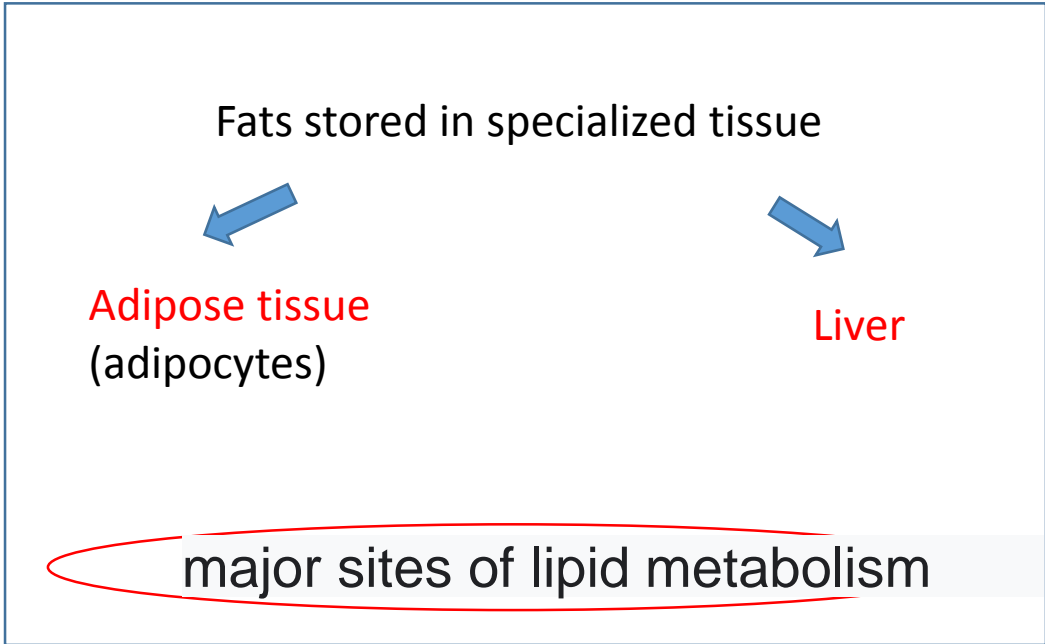 Fats stored in specialized tissue
Adipose tissue
(adipocytes)
Liver
major sites of lipid metabolism